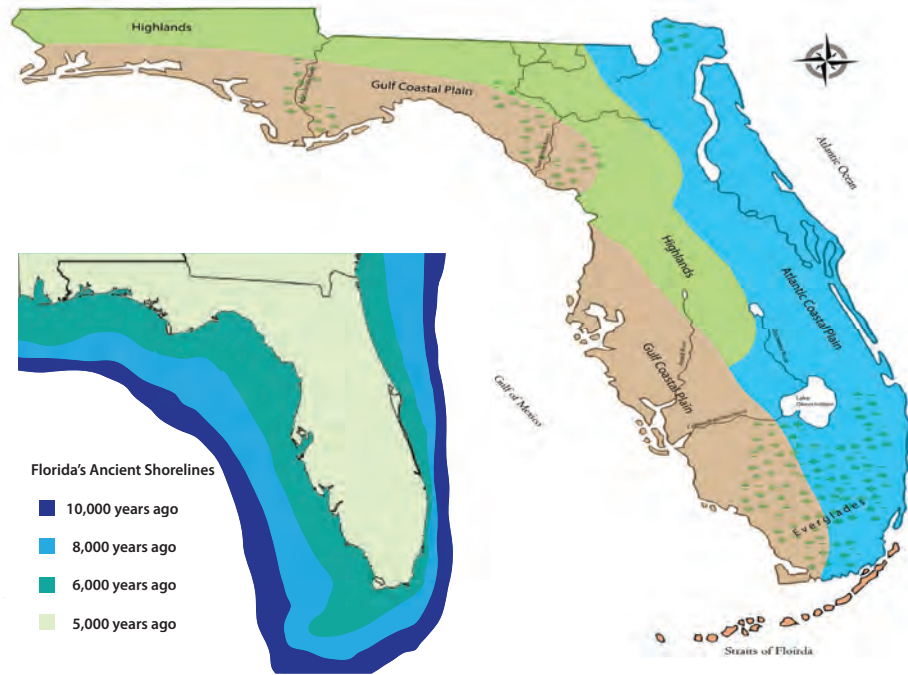 Highlands
Gulf Coastal Plain
Atlantic Ocean
Highlands
Atlantic Coastal Plain
Gulf Coastal Plain
Gulf of Mexico
Lake
Everglades
Straits of Floirda
Florida's Ancient Shorelines
10,000 years ago
8,000 years ago
6,000 years ago
5,000 years ago